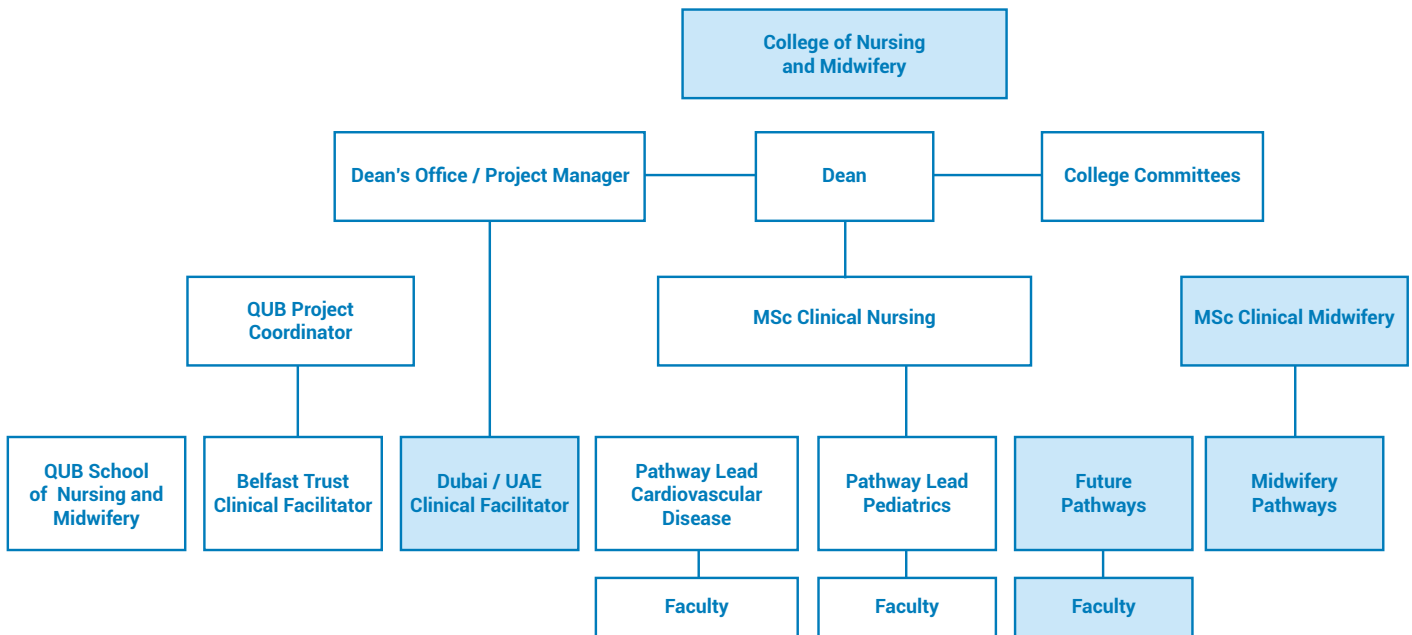 College of Nursing
and Midwifery
Dean's Office / Project Manager
Dean
College Committees
QUB Project
Coordinator
MSc Clinical Nursing
MSc Clinical Midwifery
QUB School
of Nursing and
Midwifery
Belfast Trust
Clinical Facilitator
Dubai / UAE
Clinical Facilitator
Pathway Lead
Cardiovascular
Disease
Pathway Lead
Pediatrics
Future
Pathways
Midwifery
Pathways
Faculty
Faculty
Faculty